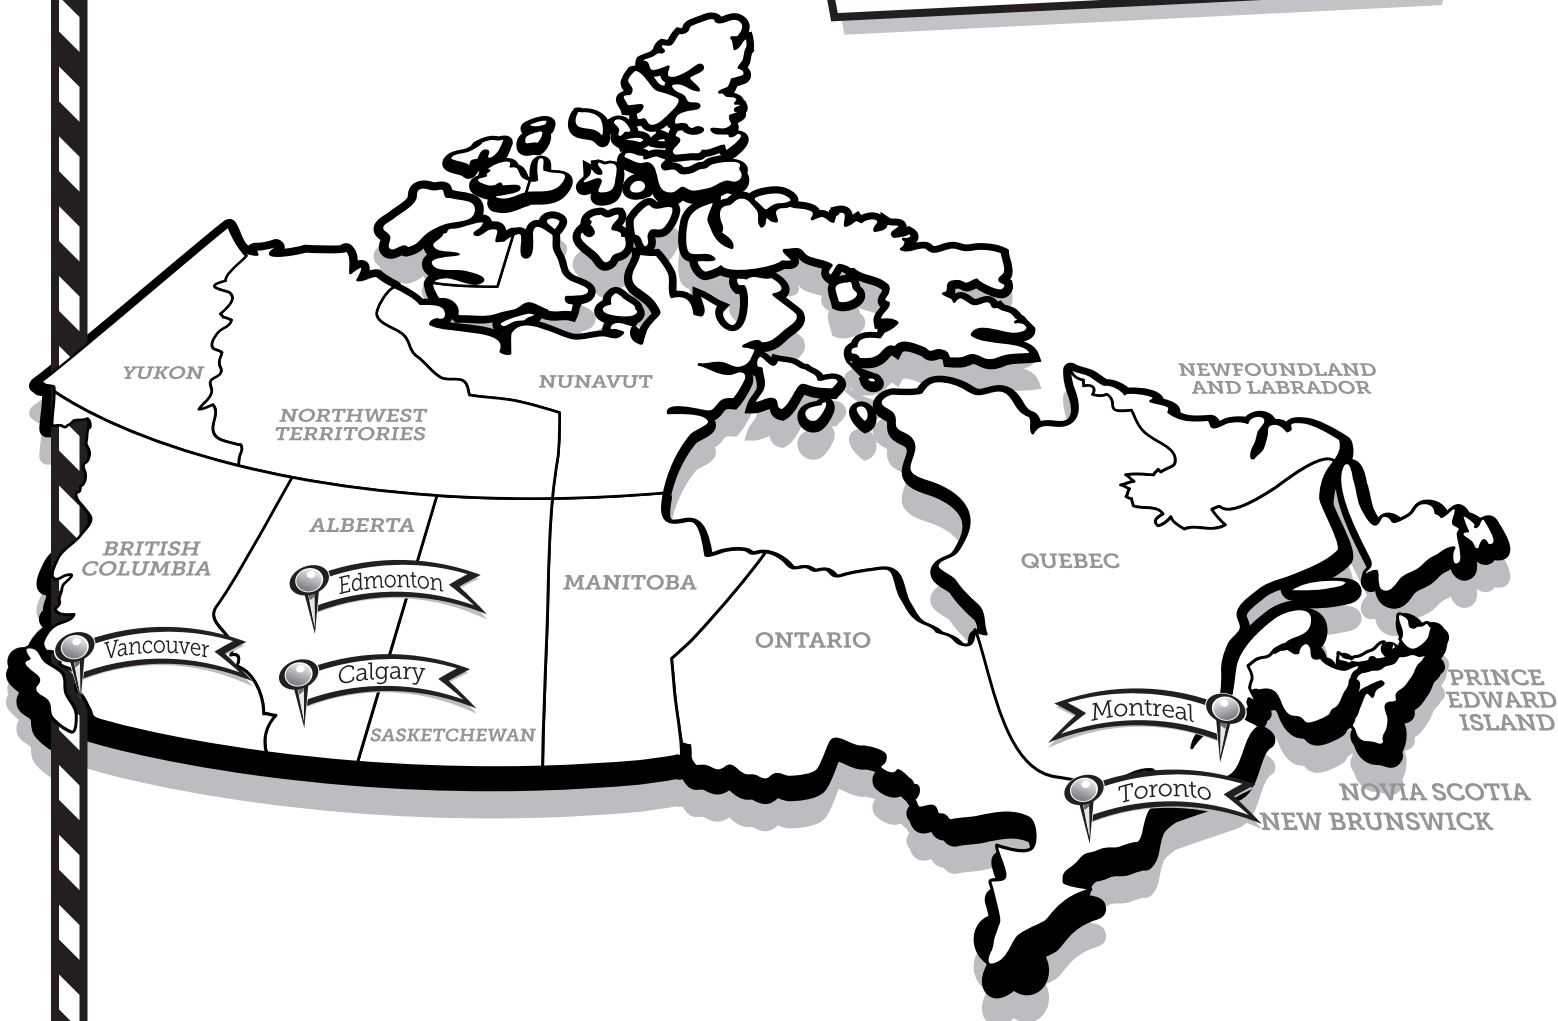 NEWFOUNDLAND
AND LABRADOR
YUKON
NUNAVUT
NORTHWEST
TERRITORIES
ALBERTA
BRITISH
COLUMBIA
QUEBEC
Edmonton
MANITOBA
ONTARIO
Vancouver
Calgary
PRINCE
EDWARD
ISLAND
Montreal
SASKETCHEWAN
Toronto
NOVIA SCOTIA
NEW BRUNSWICK